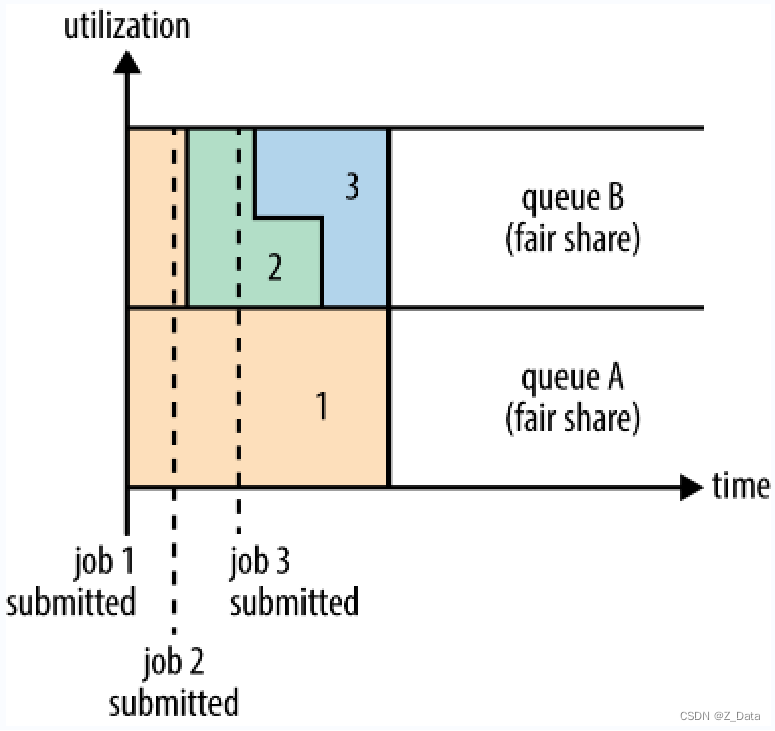 utilization
3
queue B
(fair share)
2
queue A
(fair share)
1
time
job 1
submitted
job 3
submitted
job 2
submitted
CSDN @Z_Data